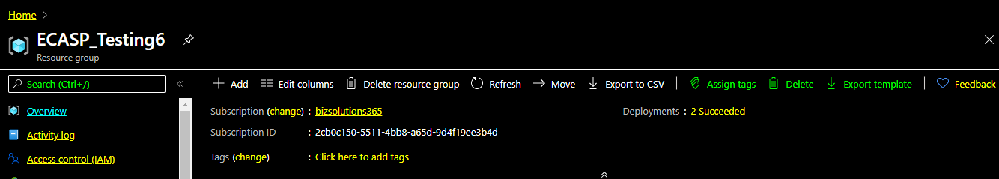 Home
ECASP_Testing6
Resource group
Search (Ctrl+/)
Add Edit columns Delete resource group Refresh Move Export to CSV Assign tags Delete Export template Feedback
Overview
Activity log
Access control (IAM)
Subscription (change) : bizsolutions365
Deployments : 2 Succeeded
Subscription ID : 2cb0c150-5511-4bb8-a65d-9d4f19ee3b4d
Tags (change) : Click here to add tags